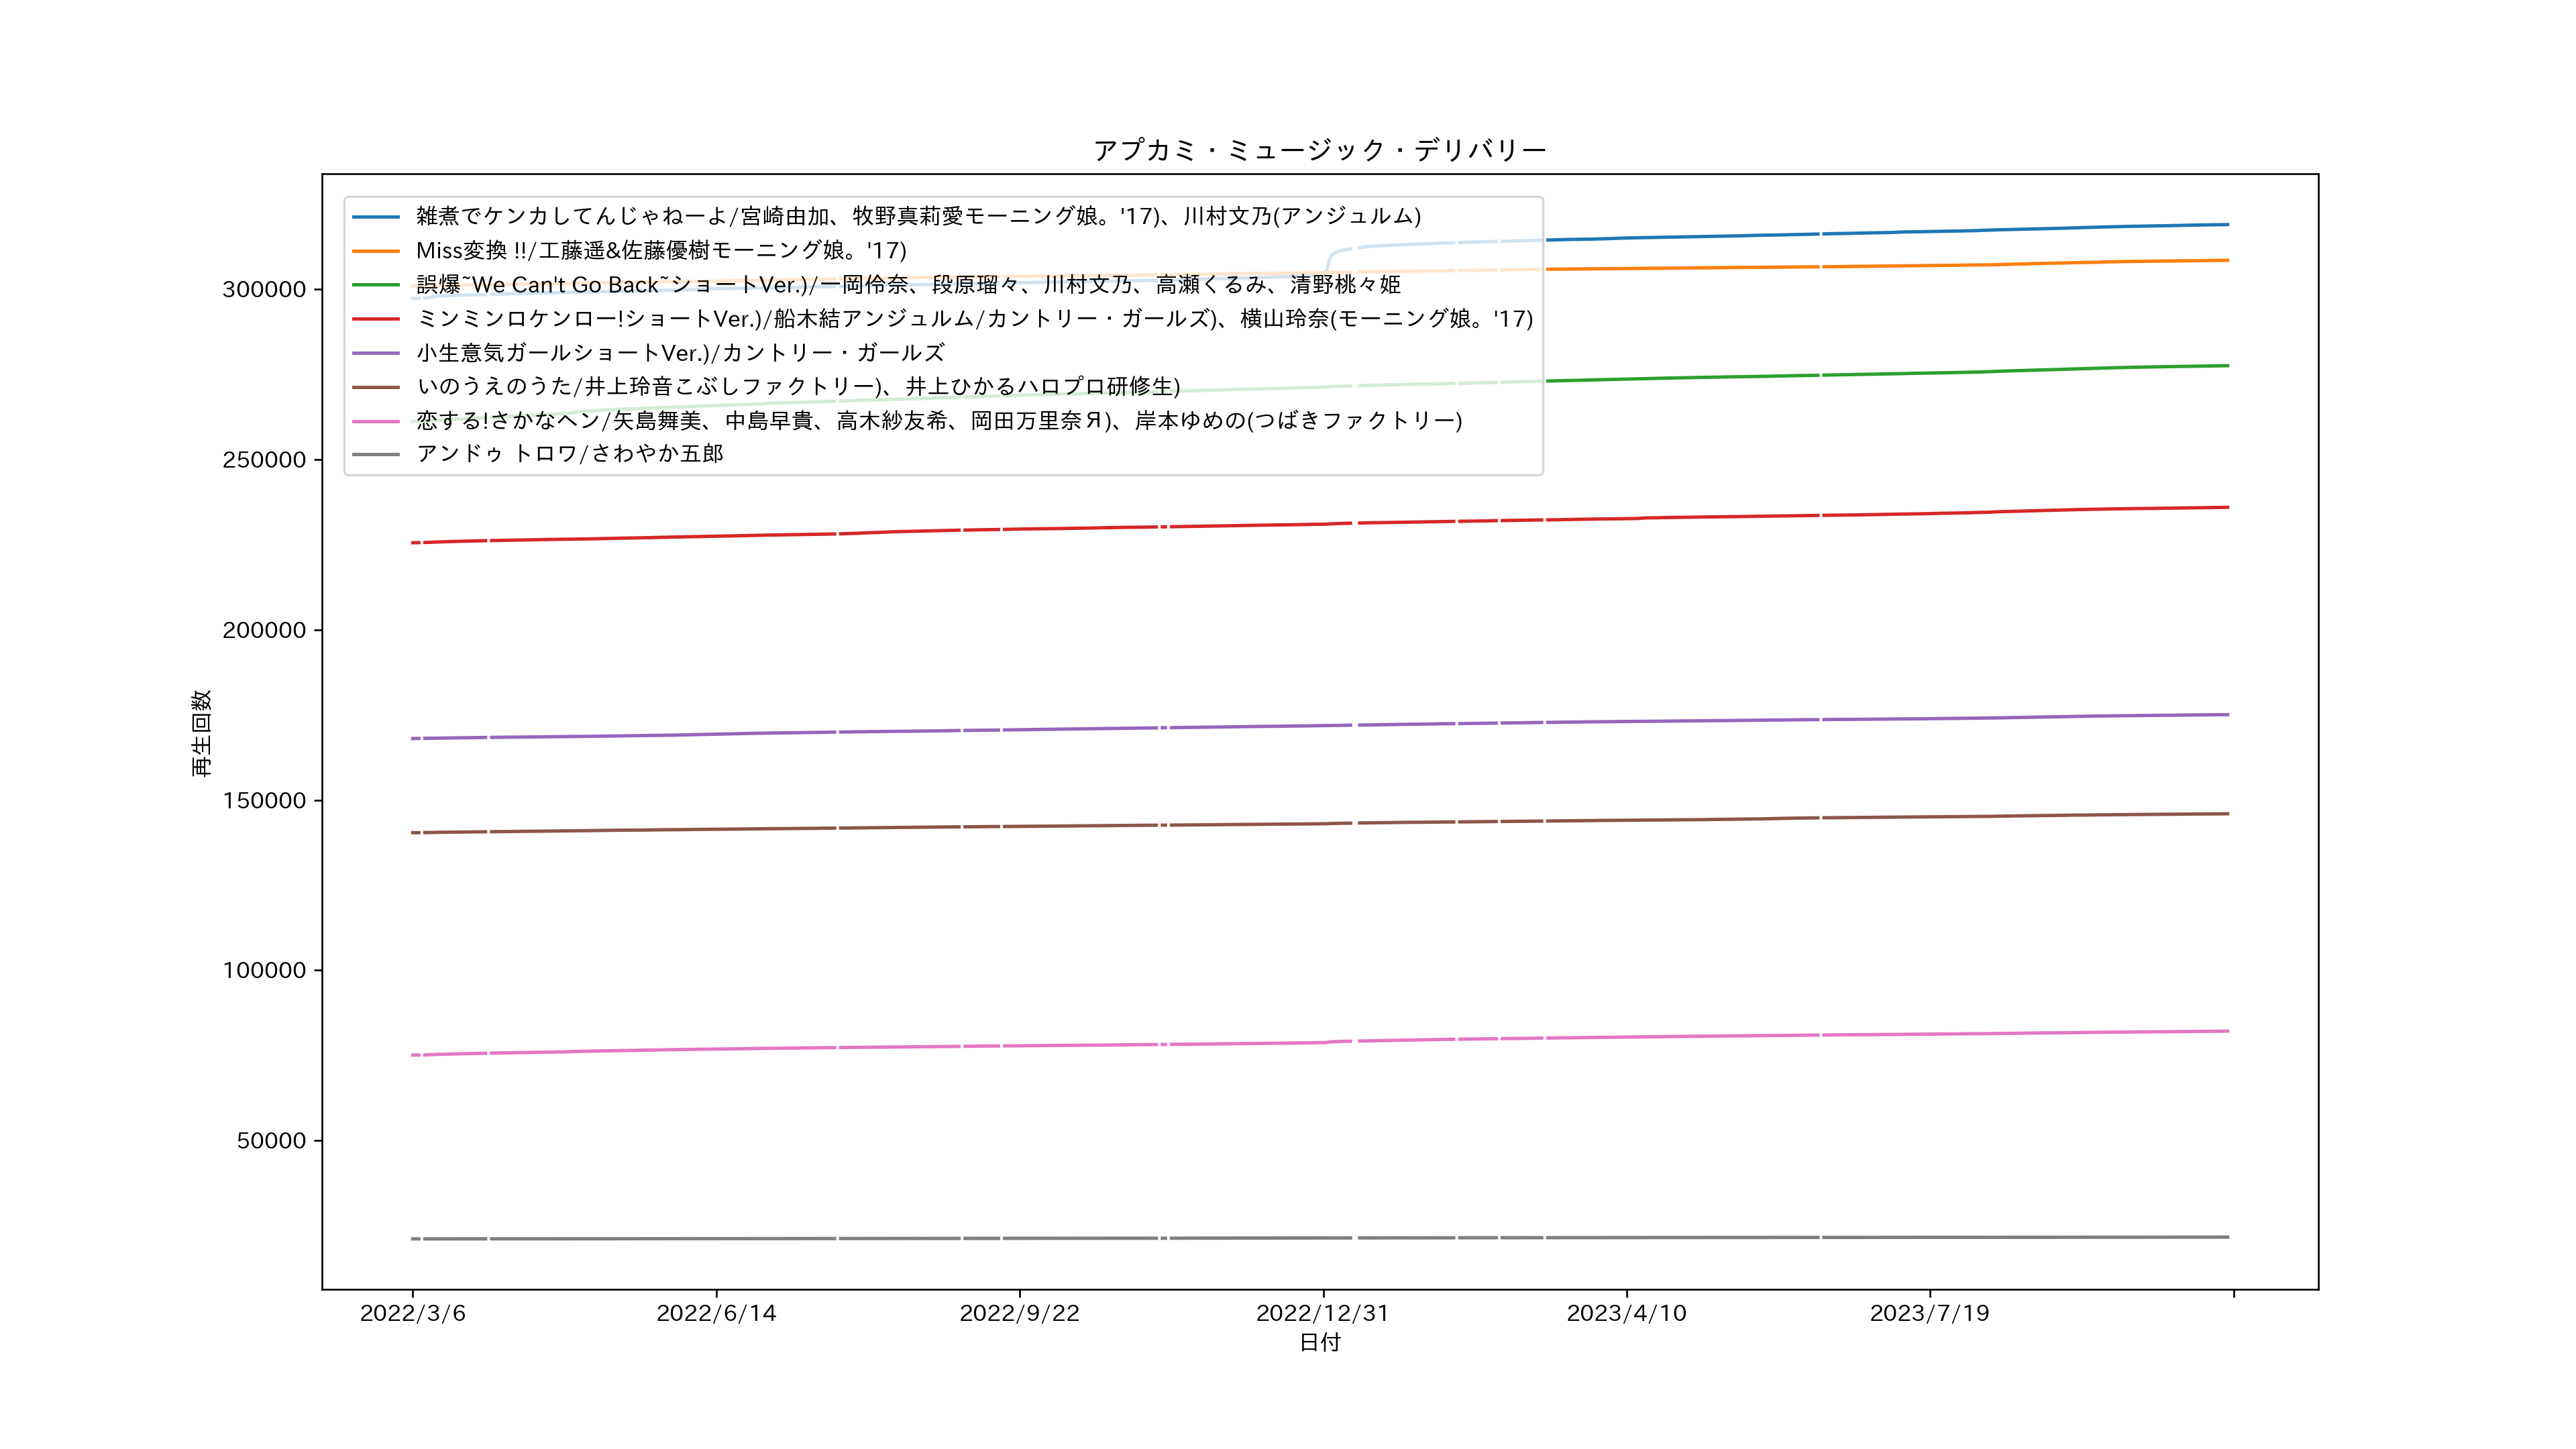 アプカミ・ミュージック・デリバリー
雑煮でケンカしてんじゃねーよ/宮崎由加、牧野真莉愛モーニング娘。'17)、川村文乃(アンジュルム)
Miss変換 !!/工藤遥&佐藤優樹モーニング娘。'17)
誤爆~We Can't Go Back~ショートVer.)/一岡伶奈、段原瑠々、川村文乃、高瀬くるみ、清野桃々姫
ミンミンロケンロー!ショートVer.)/船木結アンジュルム/カントリー・ガールズ)、横山玲奈(モーニング娘。'17)
小生意気ガールショートVer.)/カントリー・ガールズ
いのうえのうた/井上玲音こぶしファクトリー)、井上ひかるハロプロ研修生)
恋する!さかなヘン/矢島舞美、中島早貴、高木紗友希、岡田万里奈Я)、岸本ゆめの(つばきファクトリー)
アンドゥ トロワ/さわやか五郎
300000
250000
200000
150000
100000
50000
再生回数
2022/3/6
2022/6/14
2022/9/22
2022/12/31
2023/4/10
2023/7/19
日付